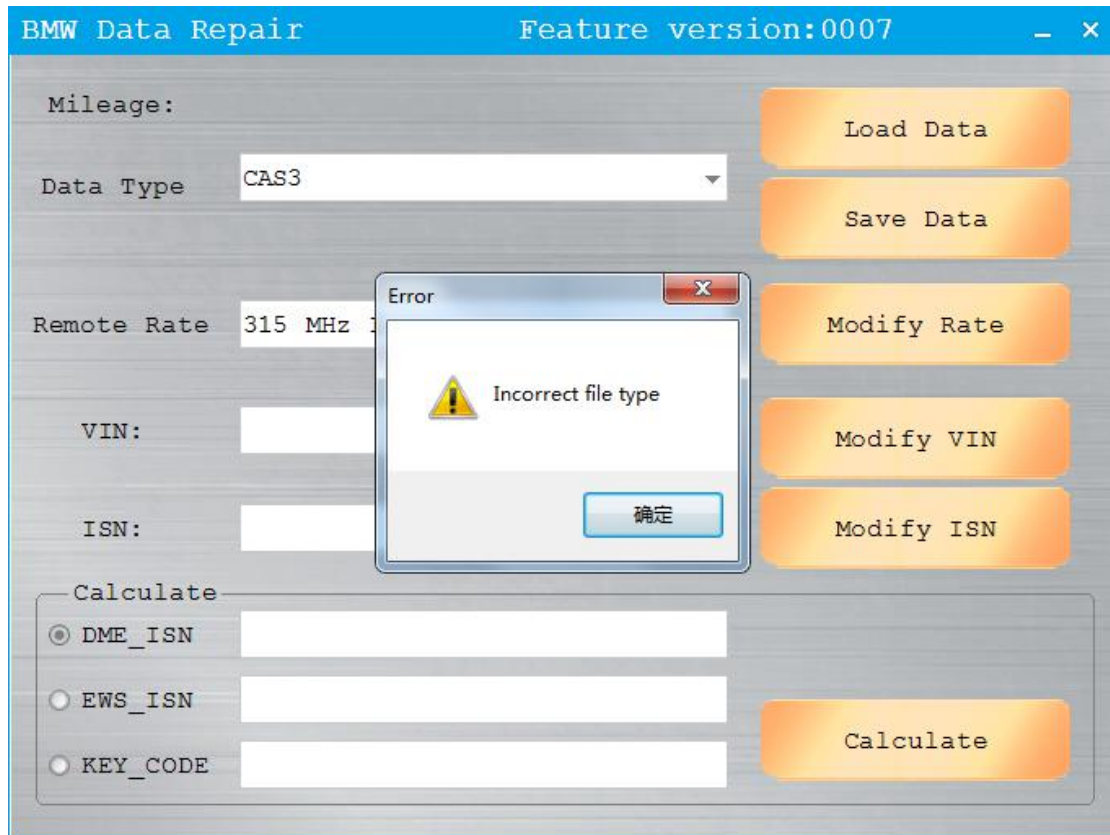 BMW Data Repair Feature version:0007
Mileage:
Load Data
Data Type CAS3
Save Data
Error
Remote Rate 315 MHz
Modify Rate
Incorrect file type
VIN:
Modify VIN
确定
ISN:
Modify ISN
Calculate
DME_ISN
EWS_ISN
Calculate
KEY_CODE